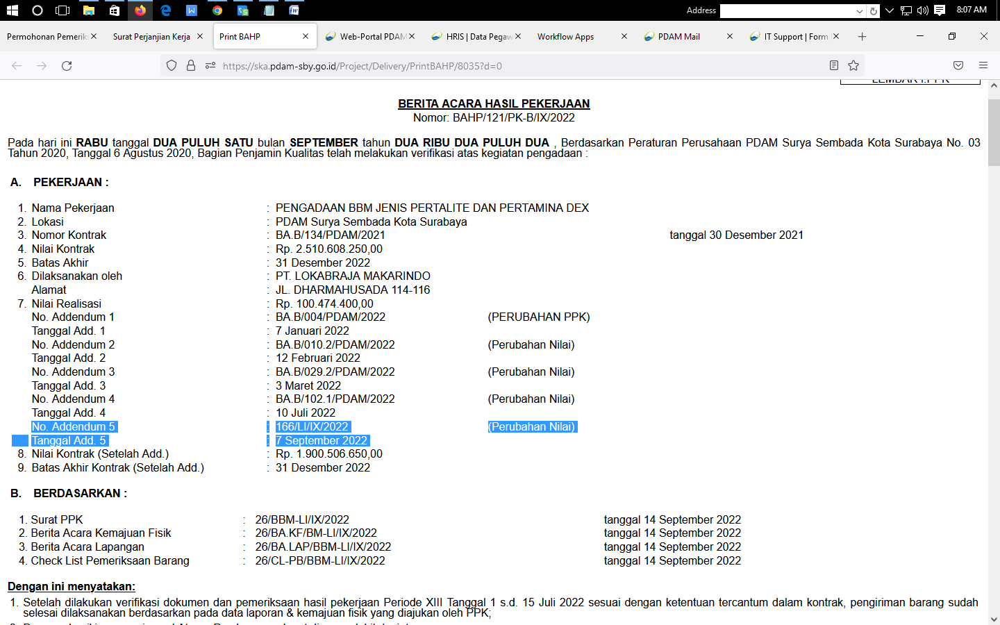 Address
8:07 AM
Permohonan Pemerik
Surat Perjanjian Kerja
Print BAHP
Web-Portal PDAM
HRIS | Data Pegaw
Workflow Apps
PDAM Mail
IT Support | Form
https://ska.pdam-sby.go.id/Project/Delivery/PrintBAHP/8035?d=0
BERITA ACARA HASIL PEKERJAAN
Nomor: BAHP/121/PK-B/IX/2022
Pada hari ini RABU tanggal DUA PULUH SATU bulan SEPTEMBER tahun DUA RIBU DUA PULUH DUA , Berdasarkan Peraturan Perusahaan PDAM Surya Sembada Kota Surabaya No. 03
Tahun 2020, Tanggal 6 Agustus 2020, Bagian Penjamin Kualitas telah melakukan verifikasi atas kegiatan pengadaan :
A. PEKERJAAN :
1. Nama Pekerjaan : PENGADAAN BBM JENIS PERTALITE DAN PERTAMINA DEX
2. Lokasi : PDAM Surya Sembada Kota Surabaya
3. Nomor Kontrak : BA.B/134/PDAM/2021 tanggal 30 Desember 2021
4. Nilai Kontrak : Rp. 2.510.608.250,00
5. Batas Akhir : 31 Desember 2022
6. Dilaksanakan oleh : PT. LOKABRAJA MAKARINDO
Alamat : JL. DHARMAHUSADA 114-116
7. Nilai Realisasi : Rp. 100.474.400,00
No. Addendum 1 : BA.B/004/PDAM/2022 (PERUBAHAN PPK)
Tanggal Add. 1 : 7 Januari 2022
No. Addendum 2 : BA.B/010.2/PDAM/2022 (Perubahan Nilai)
Tanggal Add. 2 : 12 Februari 2022
No. Addendum 3 : BA.B/029.2/PDAM/2022 (Perubahan Nilai)
Tanggal Add. 3 : 3 Maret 2022
No. Addendum 4 : BA.B/102.1/PDAM/2022 (Perubahan Nilai)
Tanggal Add. 4 : 10 Juli 2022
No. Addendum 5 : 166/LI/IX/2022 (Perubahan Nilai)
Tanggal Add. 5 : 7 September 2022
8. Nilai Kontrak (Setelah Add.) : Rp. 1.900.506.650,00
9. Batas Akhir Kontrak (Setelah Add.) : 31 Desember 2022
B. BERDASARKAN :
1. Surat PPK : 26/BBM-LI/IX/2022 tanggal 14 September 2022
2. Berita Acara Kemajuan Fisik : 26/BA.KF/BM-LI/IX/2022 tanggal 14 September 2022
3. Berita Acara Lapangan : 26/BA.LAP/BBM-LI/IX/2022 tanggal 14 September 2022
4. Check List Pemeriksaan Barang : 26/CL-PB/BBM-LI/IX/2022 tanggal 14 September 2022
Dengan ini menyatakan:
1. Setelah dilakukan verifikasi dokumen dan pemeriksaan hasil pekerjaan Periode XIII Tanggal 1 s.d. 15 Juli 2022 sesuai dengan ketentuan tercantum dalam kontrak, pengiriman barang sudah
selesai dilaksanakan berdasarkan pada data laporan & kemajuan fisik yang diajukan oleh PPK;